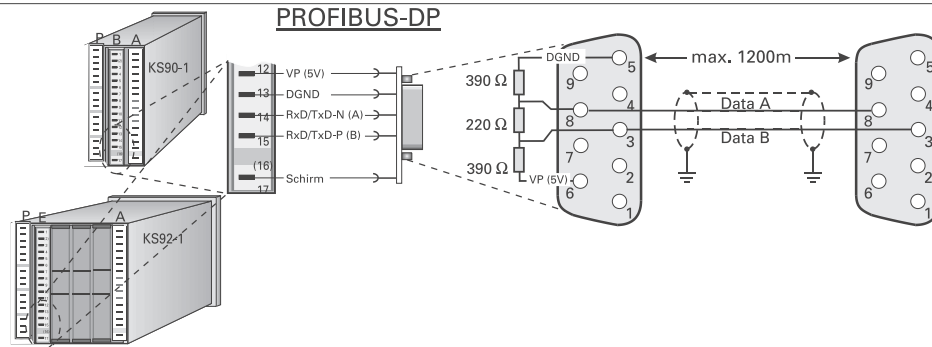 PROFIBUS-DP
P B A
KS90-1
12 VP (5V)
13 DGND
14 RxD/TxD-N (A)
15 RxD/TxD-P (B)
(16)
17 Schirm
P E A
KS92-1
390 Ω
220 Ω
390 Ω
DGND
VP (5V)
5
9
4
8
3
7
2
6
1
max. 1200m
Data A
Data B
5
9
4
8
3
7
2
6
1